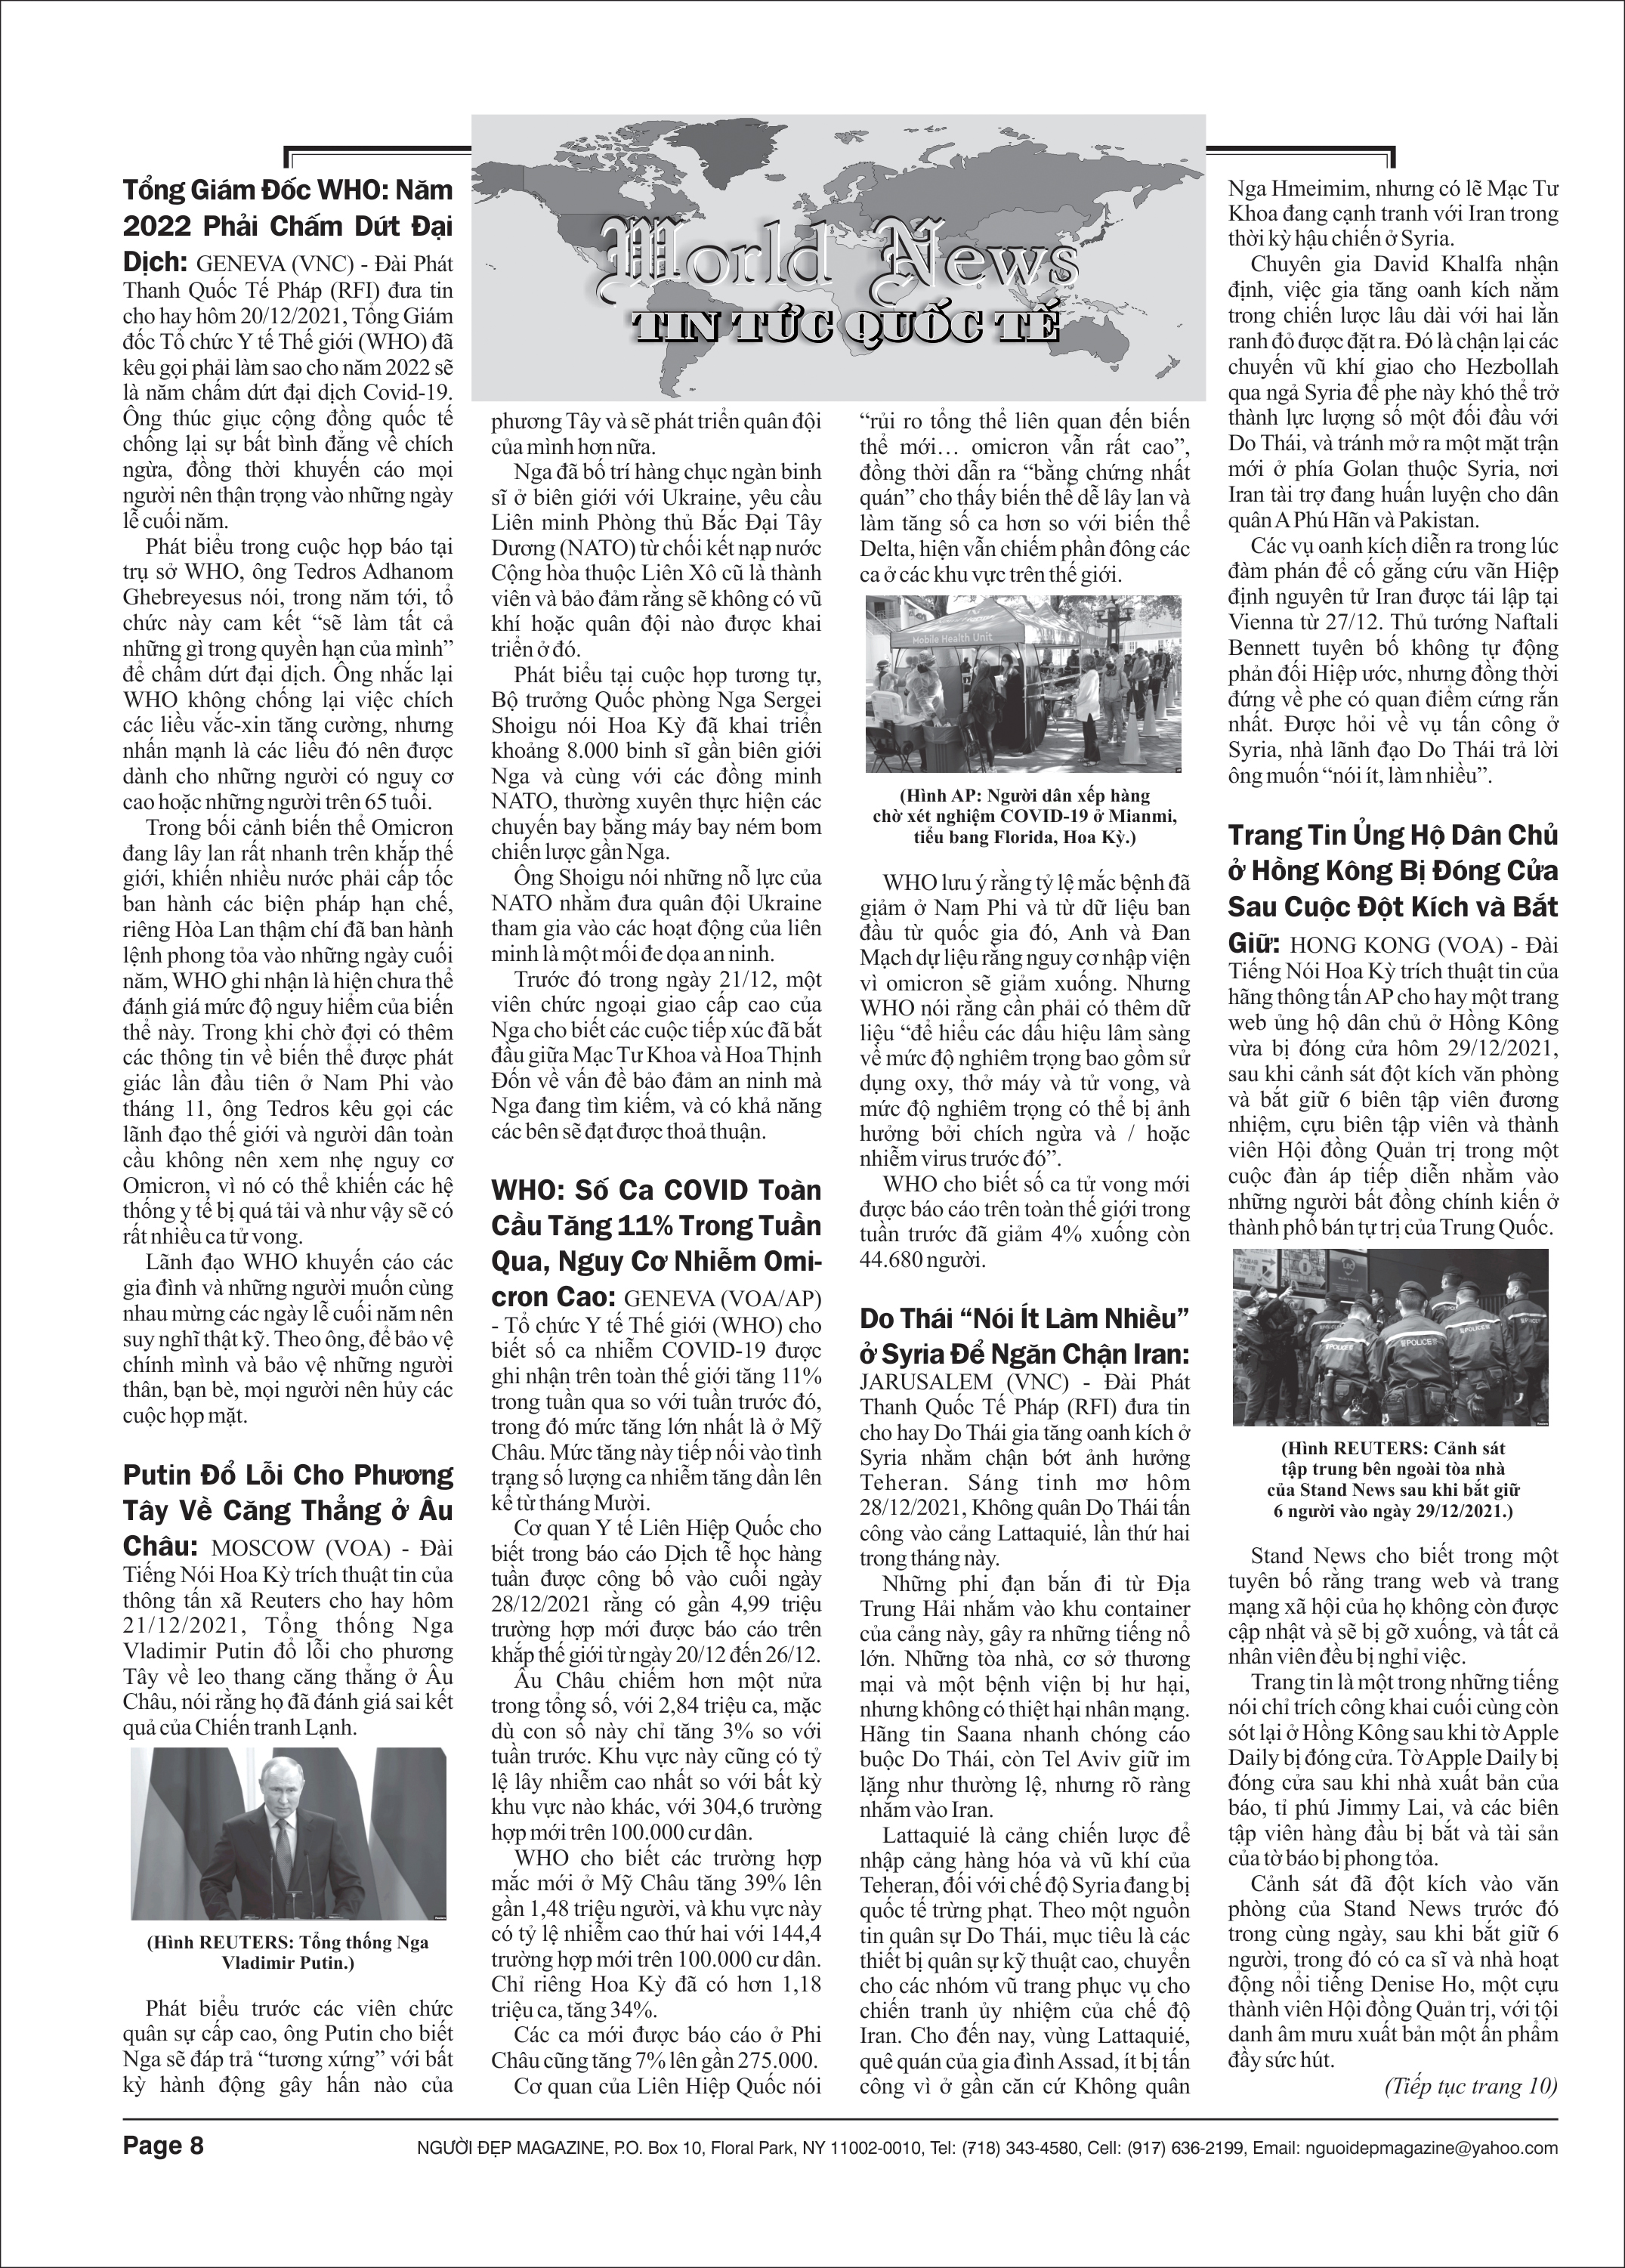 World News
TIN TỨC QUỐC TẾ
Tổng Giám Đốc WHO: Năm
2022 Phải Chấm Dứt Đại
Dịch: GENEVA (VNC) - Đài Phát
Thanh Quốc Tế Pháp (RFI) đưa tin
cho hay hôm 20/12/2021, Tổng Giám
đốc Tổ chức Y tế Thế giới (WHO) đã
kêu gọi phải làm sao cho năm 2022 sẽ
là năm chấm dứt đại dịch Covid-19.
Ông thúc giục cộng đồng quốc tế
chống lại sự bất bình đẳng về chích
ngừa, đồng thời khuyến cáo mọi
người nên thận trọng vào những ngày
lễ cuối năm.
Phát biểu trong cuộc họp báo tại
trụ sở WHO, ông Tedros Adhanom
Ghebreyesus nói, trong năm tới, tổ
chức này cam kết “sẽ làm tất cả
những gì trong quyền hạn của mình”
để chấm dứt đại dịch. Ông nhắc lại
WHO không chống lại việc chích
các liều vắc-xin tăng cường, nhưng
nhấn mạnh là các liều đó nên được
dành cho những người có nguy cơ
cao hoặc những người trên 65 tuổi.
Trong bối cảnh biến thể Omicron
đang lây lan rất nhanh trên khắp thế
giới, khiến nhiều nước phải cấp tốc
ban hành các biện pháp hạn chế,
riêng Hòa Lan thậm chí đã ban hành
lệnh phong tỏa vào những ngày cuối
năm, WHO ghi nhận là hiện chưa thể
đánh giá mức độ nguy hiểm của biến
thể này. Trong khi chờ đợi có thêm
các thông tin về biến thể được phát
giác lần đầu tiên ở Nam Phi vào
tháng 11, ông Tedros kêu gọi các
lãnh đạo thế giới và người dân toàn
cầu không nên xem nhẹ nguy cơ
Omicron, vì nó có thể khiến các hệ
thống y tế bị quá tải và như vậy sẽ có
rất nhiều ca tử vong.
Lãnh đạo WHO khuyến cáo các
gia đình và những người muốn cùng
nhau mừng các ngày lễ cuối năm nên
suy nghĩ thật kỹ. Theo ông, để bảo vệ
chính mình và bảo vệ những người
thân, bạn bè, mọi người nên hủy các
cuộc họp mặt.
Putin Đổ Lỗi Cho Phương
Tây Về Căng Thẳng ở Âu
Châu: MOSCOW (VOA) - Đài
Tiếng Nói Hoa Kỳ trích thuật tin của
thông tấn xã Reuters cho hay hôm
21/12/2021, Tổng thống Nga
Vladimir Putin đổ lỗi cho phương
Tây về leo thang căng thẳng ở Âu
Châu, nói rằng họ đã đánh giá sai kết
quả của Chiến tranh Lạnh.
(Hình REUTERS: Tổng thống Nga
Vladimir Putin.)
Phát biểu trước các viên chức
quân sự cấp cao, ông Putin cho biết
Nga sẽ đáp trả “tương xứng” với bất
kỳ hành động gây hấn nào của
phương Tây và sẽ phát triển quân đội
của mình hơn nữa.
Nga đã bố trí hàng chục ngàn binh
sĩ ở biên giới với Ukraine, yêu cầu
Liên minh Phòng thủ Bắc Đại Tây
Dương (NATO) từ chối kết nạp nước
Cộng hòa thuộc Liên Xô cũ là thành
viên và bảo đảm rằng sẽ không có vũ
khí hoặc quân đội nào được khai
triển ở đó.
Phát biểu tại cuộc họp tương tự,
Bộ trưởng Quốc phòng Nga Sergei
Shoigu nói Hoa Kỳ đã khai triển
khoảng 8.000 binh sĩ gần biên giới
Nga và cùng với các đồng minh
NATO, thường xuyên thực hiện các
chuyến bay bằng máy bay ném bom
chiến lược gần Nga.
Ông Shoigu nói những nỗ lực của
NATO nhằm đưa quân đội Ukraine
tham gia vào các hoạt động của liên
minh là một mối đe dọa an ninh.
Trước đó trong ngày 21/12, một
viên chức ngoại giao cấp cao của
Nga cho biết các cuộc tiếp xúc đã bắt
đầu giữa Mạc Tư Khoa và Hoa Thịnh
Đốn về vấn đề bảo đảm an ninh mà
Nga đang tìm kiếm, và có khả năng
các bên sẽ đạt được thoả thuận.
WHO: Số Ca COVID Toàn
Cầu Tăng 11% Trong Tuần
Qua, Nguy Cơ Nhiễm Omi-
cron Cao: GENEVA (VOA/AP)
- Tổ chức Y tế Thế giới (WHO) cho
biết số ca nhiễm COVID-19 được
ghi nhận trên toàn thế giới tăng 11%
trong tuần qua so với tuần trước đó,
trong đó mức tăng lớn nhất là ở Mỹ
Châu. Mức tăng này tiếp nối vào tình
trạng số lượng ca nhiễm tăng dần lên
kể từ tháng Mười.
Cơ quan Y tế Liên Hiệp Quốc cho
biết trong báo cáo Dịch tễ học hàng
tuần được công bố vào cuối ngày
28/12/2021 rằng có gần 4,99 triệu
trường hợp mới được báo cáo trên
khắp thế giới từ ngày 20/12 đến 26/12.
Âu Châu chiếm hơn một nửa
trong tổng số, với 2,84 triệu ca, mặc
dù con số này chỉ tăng 3% so với
tuần trước. Khu vực này cũng có tỷ
lệ lây nhiễm cao nhất so với bất kỳ
khu vực nào khác, với 304,6 trường
hợp mới trên 100.000 cư dân.
WHO cho biết các trường hợp
mắc mới ở Mỹ Châu tăng 39% lên
gần 1,48 triệu người, và khu vực này
có tỷ lệ nhiễm cao thứ hai với 144,4
trường hợp mới trên 100.000 cư dân.
Chỉ riêng Hoa Kỳ đã có hơn 1,18
triệu ca, tăng 34%.
Các ca mới được báo cáo ở Phi
Châu cũng tăng 7% lên gần 275.000.
Cơ quan của Liên Hiệp Quốc nói
“rủi ro tổng thể liên quan đến biến
thể mới… omicron vẫn rất cao”,
đồng thời dẫn ra “bằng chứng nhất
quán” cho thấy biến thể dễ lây lan và
làm tăng số ca hơn so với biến thể
Delta, hiện vẫn chiếm phần đông các
ca ở các khu vực trên thế giới.
Mobile Health Unit
(Hình AP: Người dân xếp hàng
chờ xét nghiệm COVID-19 ở Mianmi,
tiểu bang Florida, Hoa Kỳ.)
WHO lưu ý rằng tỷ lệ mắc bệnh đã
giảm ở Nam Phi và từ dữ liệu ban
đầu từ quốc gia đó, Anh và Đan
Mạch dự liệu rằng nguy cơ nhập viện
vì omicron sẽ giảm xuống. Nhưng
WHO nói rằng cần phải có thêm dữ
liệu “để hiểu các dấu hiệu lâm sàng
về mức độ nghiêm trọng bao gồm sử
dụng oxy, thở máy và tử vong, và
mức độ nghiêm trọng có thể bị ảnh
hưởng bởi chích ngừa và / hoặc
nhiễm virus trước đó”.
WHO cho biết số ca tử vong mới
được báo cáo trên toàn thế giới trong
tuần trước đã giảm 4% xuống còn
44.680 người.
Do Thái “Nói Ít Làm Nhiều”
ở Syria Để Ngăn Chận Iran:
JARUSALEM (VNC) - Đài Phát
Thanh Quốc Tế Pháp (RFI) đưa tin
cho hay Do Thái gia tăng oanh kích ở
Syria nhằm chận bớt ảnh hưởng
Teheran. Sáng tinh mơ hôm
28/12/2021, Không quân Do Thái tấn
công vào cảng Lattaquié, lần thứ hai
trong tháng này.
Những phi đạn bắn đi từ Địa
Trung Hải nhắm vào khu container
của cảng này, gây ra những tiếng nổ
lớn. Những tòa nhà, cơ sở thương
mại và một bệnh viện bị hư hại,
nhưng không có thiệt hại nhân mạng.
Hãng tin Saana nhanh chóng cáo
buộc Do Thái, còn Tel Aviv giữ im
lặng như thường lệ, nhưng rõ ràng
nhắm vào Iran.
Lattaquié là cảng chiến lược để
nhập cảng hàng hóa và vũ khí của
Teheran, đối với chế độ Syria đang bị
quốc tế trừng phạt. Theo một nguồn
tin quân sự Do Thái, mục tiêu là các
thiết bị quân sự kỹ thuật cao, chuyển
cho các nhóm vũ trang phục vụ cho
chiến tranh ủy nhiệm của chế độ
Iran. Cho đến nay, vùng Lattaquié,
quê quán của gia đình Assad, ít bị tấn
công vì ở gần căn cứ Không quân
Nga Hmeimim, nhưng có lẽ Mạc Tư
Khoa đang cạnh tranh với Iran trong
thời kỳ hậu chiến ở Syria.
Chuyên gia David Khalfa nhận
định, việc gia tăng oanh kích nằm
trong chiến lược lâu dài với hai lằn
ranh đỏ được đặt ra. Đó là chận lại các
chuyến vũ khí giao cho Hezbollah
qua ngả Syria để phe này khó thể trở
thành lực lượng số một đối đầu với
Do Thái, và tránh mở ra một mặt trận
mới ở phía Golan thuộc Syria, nơi
Iran tài trợ đang huấn luyện cho dân
quân A Phú Hãn và Pakistan.
Các vụ oanh kích diễn ra trong lúc
đàm phán để cố gắng cứu vãn Hiệp
định nguyên tử Iran được tái lập tại
Vienna từ 27/12. Thủ tướng Naftali
Bennett tuyên bố không tự động
phản đối Hiệp ước, nhưng đồng thời
đứng về phe có quan điểm cứng rắn
nhất. Được hỏi về vụ tấn công ở
Syria, nhà lãnh đạo Do Thái trả lời
ông muốn “nói ít, làm nhiều”.
Trang Tin Ủng Hộ Dân Chủ
ở Hồng Kông Bị Đóng Cửa
Sau Cuộc Đột Kích và Bắt
Giữ: HONG KONG (VOA) - Đài
Tiếng Nói Hoa Kỳ trích thuật tin của
hãng thông tấn AP cho hay một trang
web ủng hộ dân chủ ở Hồng Kông
vừa bị đóng cửa hôm 29/12/2021,
sau khi cảnh sát đột kích văn phòng
và bắt giữ 6 biên tập viên đương
nhiệm, cựu biên tập viên và thành
viên Hội đồng Quản trị trong một
cuộc đàn áp tiếp diễn nhằm vào
những người bất đồng chính kiến ở
thành phố bán tự trị của Trung Quốc.
POLICE
POLICE
POLICE
(Hình REUTERS: Cảnh sát
tập trung bên ngoài tòa nhà
của Stand News sau khi bắt giữ
6 người vào ngày 29/12/2021.)
Stand News cho biết trong một
tuyên bố rằng trang web và trang
mạng xã hội của họ không còn được
cập nhật và sẽ bị gỡ xuống, và tất cả
nhân viên đều bị nghỉ việc.
Trang tin là một trong những tiếng
nói chỉ trích công khai cuối cùng còn
sót lại ở Hồng Kông sau khi tờ Apple
Daily bị đóng cửa. Tờ Apple Daily bị
đóng cửa sau khi nhà xuất bản của
báo, tỉ phú Jimmy Lai, và các biên
tập viên hàng đầu bị bắt và tài sản
của tờ báo bị phong tỏa.
Cảnh sát đã đột kích vào văn
phòng của Stand News trước đó
trong cùng ngày, sau khi bắt giữ 6
người, trong đó có ca sĩ và nhà hoạt
động nổi tiếng Denise Ho, một cựu
thành viên Hội đồng Quản trị, với tội
danh âm mưu xuất bản một ấn phẩm
đầy sức hút.
(Tiếp tục trang 10)
Page 8
NGƯỜI ĐẸP MAGAZINE, P.O. Box 10, Floral Park, NY 11002-0010, Tel: (718) 343-4580, Cell: (917) 636-2199, Email: nguoidepmagazine@yahoo.com